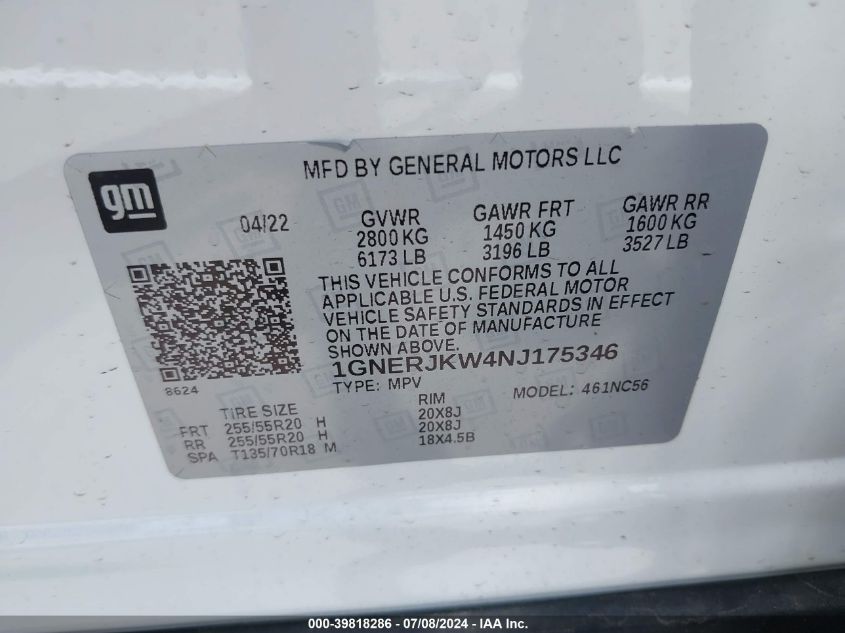 MFD BY GENERAL MOTORS LLC
gm
04/22
GVWR GAWR FRT GAWR RR
2800 KG 1450 KG 1600 KG
6173 LB 3196 LB 3527 LB
THIS VEHICLE CONFORMS TO ALL
APPLICABLE U.S. FEDERAL MOTOR
VEHICLE SAFETY STANDARDS IN EFFECT
ON THE DATE OF MANUFACTURE
SHOWN ABOVE.
1GNERJKW4NJ175346
8624
TYPE: MPV MODEL: 461NC56
TIRE SIZE RIM
FRT 255/55R20 H 20X8J
RR 255/55R20 H 20X8J
SPA T135/70R18 M 18X4.5B
000-39818286 - 07/08/2024 - IAAI.com